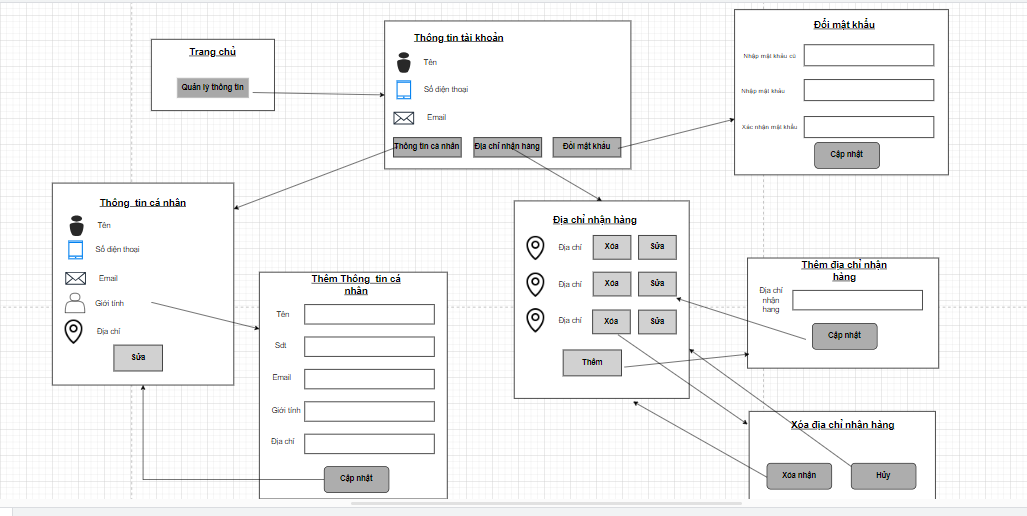 Trang chủ
Quản lý thông tin
Thông tin tài khoản
Tên
Số điện thoại
Email
Thông tin cá nhân
Địa chỉ nhận hàng
Đổi mật khẩu
Đổi mật khẩu
Nhập mật khẩu cũ
Nhập mật khẩu
Xác nhận mật khẩu
Cập nhật
Thông tin cá nhân
Tên
Số điện thoại
Email
Giới tính
Địa chỉ
Sửa
Thêm Thông tin cá
nhân
Tên
Sdt
Email
Giới tính
Địa chỉ
Cập nhật
Địa chỉ nhận hàng
Địa chỉ Xóa Sửa
Địa chỉ Xóa Sửa
Địa chỉ Xóa Sửa
Thêm
Thêm địa chỉ nhận
hàng
Địa chỉ
nhận
hang
Cập nhật
Xóa địa chỉ nhận hàng
Xóa nhận
Hủy